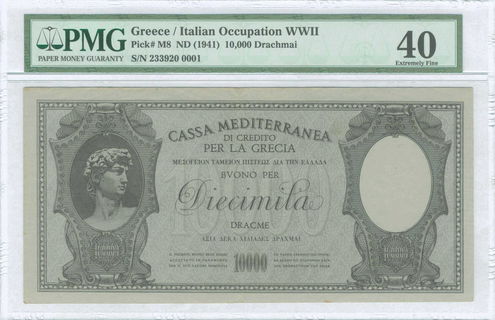 PMG
PAPER MONEY GUARANTY
Greece / Italian Occupation WWII
Pick# M8 ND (1941) 10,000 Drachmai
S/N 233920 0001
40
Extremely Fine
CASSA MEDITERRANEA
DI CREDITO
PER LA GRECIA
ΜΕΣΟΓΕΙΟΝ ΤΑΜΕΙΟΝ ΠΙΣΤΕΩΣ ΔΙΑ ΤΗΝ ΕΛΛΑΔΑ
BVONO PER
Diecimila
DRACME
ΑΞΙΑ ΔΕΚΑ ΧΙΛΙΑΔΕΣ ΔΡΑΧΜΑΙ
10000